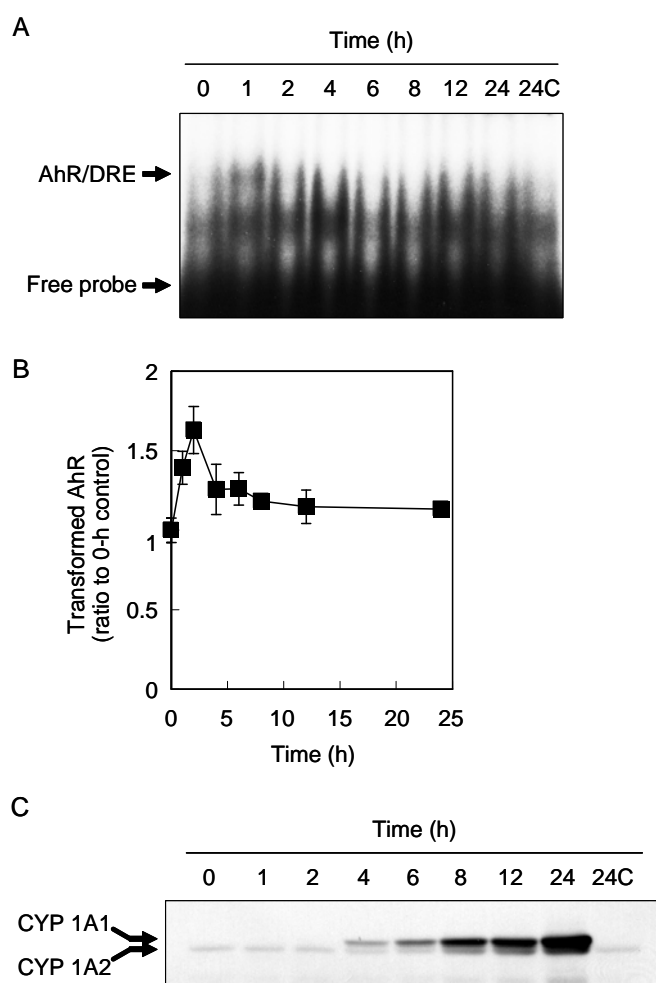 A
Time (h)
0 1 2 4 6 8 12 24 24C
AhR/DRE
Free probe
B
2
1.5
1
0.5
0
Transformed AhR
(ratio to 0-h control)
0 5 10 15 20 25
Time (h)
C
Time (h)
0 1 2 4 6 8 12 24 24C
CYP 1A1
CYP 1A2